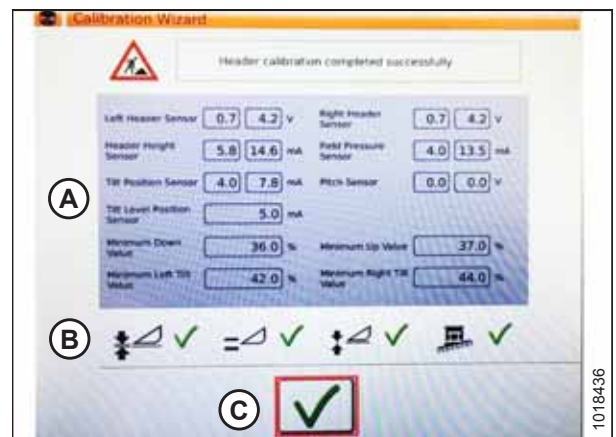 Calibration Wizard
Header calibration completed successfully
Left Header Sensor 0.7 4.2 v Right Header Sensor 0.7 4.2 v
Header Height Sensor 5.8 14.6 mA Field Pressure Sensor 4.0 13.5 mA
Tilt Position Sensor 4.0 7.8 mA Pitch Sensor 0.0 0.0 v
A
Tilt Level Position Sensor 5.0 mA
Minimum Down Value 36.0 % Minimum Up Value 37.0 %
Minimum Left Tilt Value 42.0 % Minimum Right Tilt Value 44.0 %
B
C
1018436